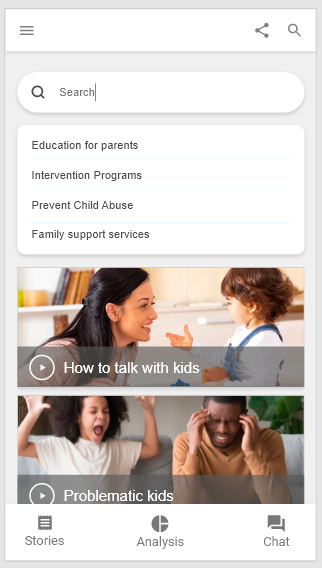 Search
Education for parents
Intervention Programs
Prevent Child Abuse
Family support services
How to talk with kids
Problematic kids
Stories
Analysis
Chat